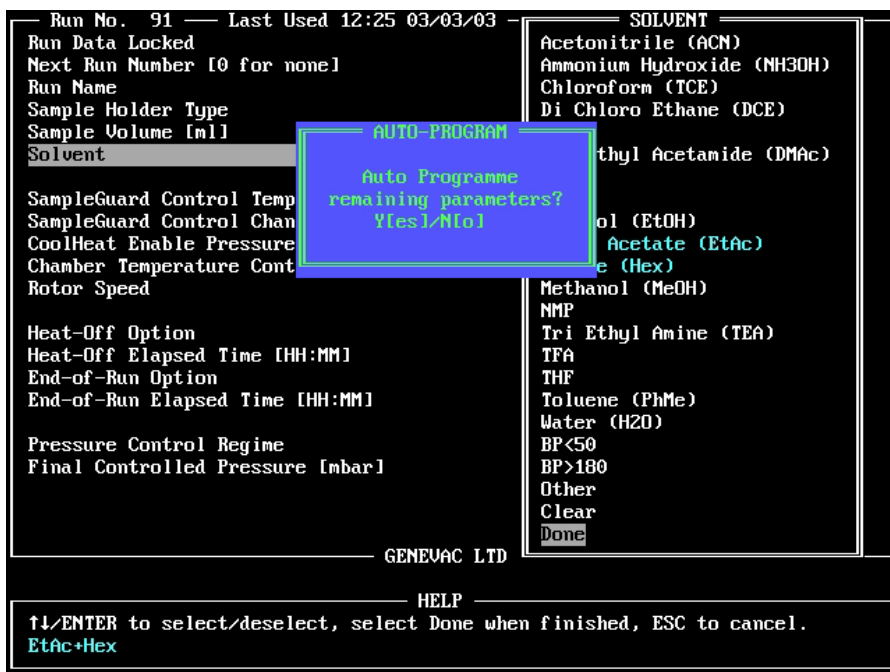 Run No. 91 Last Used 12:25 03/03/03
Run Data Locked
Next Run Number [0 for none]
Run Name
Sample Holder Type
Sample Volume [ml]
Solvent
SampleGuard Control Temp
SampleGuard Control Chan
CoolHeat Enable Pressure
Chamber Temperature Cont
Rotor Speed
Heat-Off Option
Heat-Off Elapsed Time [HH:MM]
End-of-Run Option
End-of-Run Elapsed Time [HH:MM]
Pressure Control Regime
Final Controlled Pressure [mbar]
GENEVAC LTD
AUTO-PROGRAM
Auto Programme
remaining parameters?
Y[es]/N[o]
SOLVENT
Acetonitrile (ACN)
Ammonium Hydroxide (NH3OH)
Chloroform (TCE)
Di Chloro Ethane (DCE)
thyl Acetamide (DMAc)
ol (EtOH)
Acetate (EtAc)
e (Hex)
Methanol (MeOH)
NMP
Tri Ethyl Amine (TEA)
TFA
THF
Toluene (PhMe)
Water (H2O)
BP<50
BP>180
Other
Clear
Done
HELP
↑↓/ENTER to select/deselect, select Done when finished, ESC to cancel.
EtAc+Hex